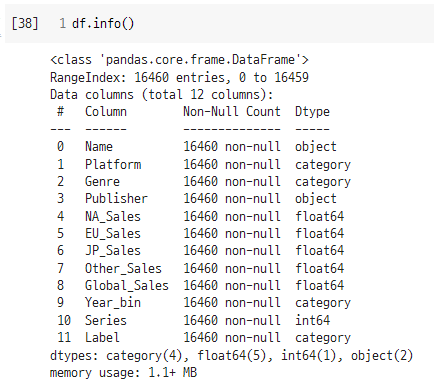 [38] 1 df.info()
<class 'pandas.core.frame.DataFrame'>
RangeIndex: 16460 entries, 0 to 16459
Data columns (total 12 columns):
 #   Column        Non-Null Count  Dtype
---  ------        --------------  -----
 0   Name          16460 non-null  object
 1   Platform      16460 non-null  category
 2   Genre         16460 non-null  category
 3   Publisher     16460 non-null  object
 4   NA_Sales      16460 non-null  float64
 5   EU_Sales      16460 non-null  float64
 6   JP_Sales      16460 non-null  float64
 7   Other_Sales   16460 non-null  float64
 8   Global_Sales  16460 non-null  float64
 9   Year_bin      16460 non-null  category
 10  Series        16460 non-null  int64
 11  Label         16460 non-null  category
dtypes: category(4), float64(5), int64(1), object(2)
memory usage: 1.1+ MB